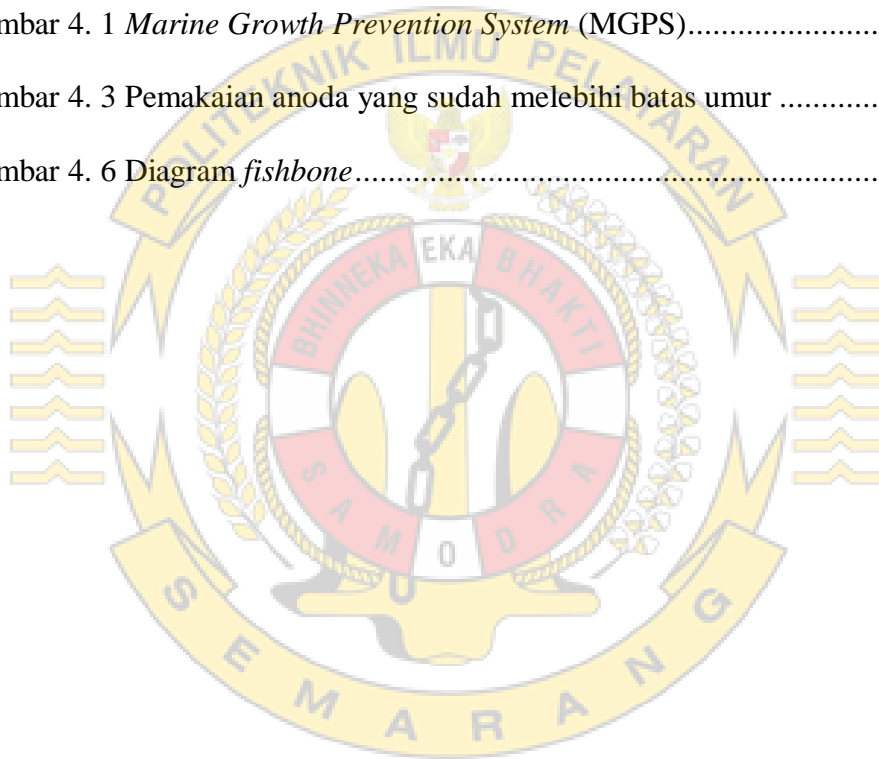 mbar 4. 1 Marine Growth Prevention System (MGPS)........................
mbar 4. 3 Pemakaian anoda yang sudah melebihi batas umur .............
mbar 4. 6 Diagram fishbone..................................................................
POLITEKNIK ILMU PELAYARAN
BHINNEKA EKA BHAKTI
SAMODRA
SEMARANG